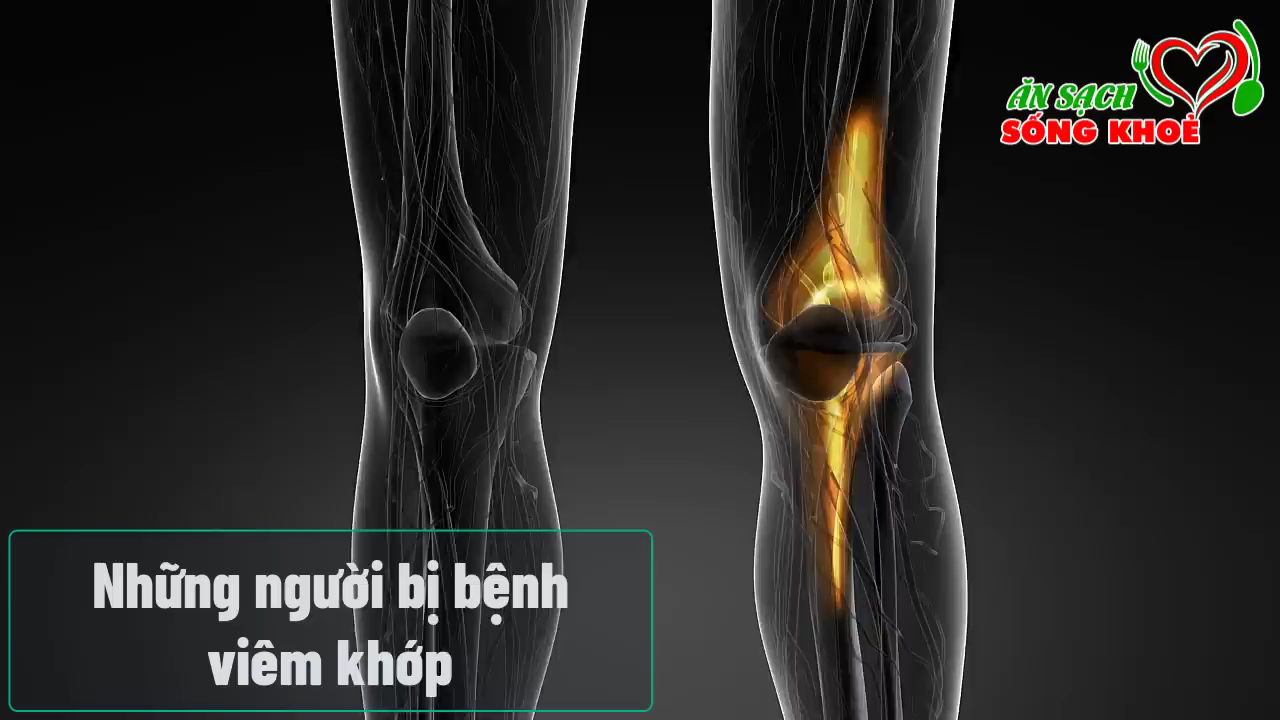 ĂN SẠCH
SỐNG KHOẺ
Những người bị bệnh
viêm khớp